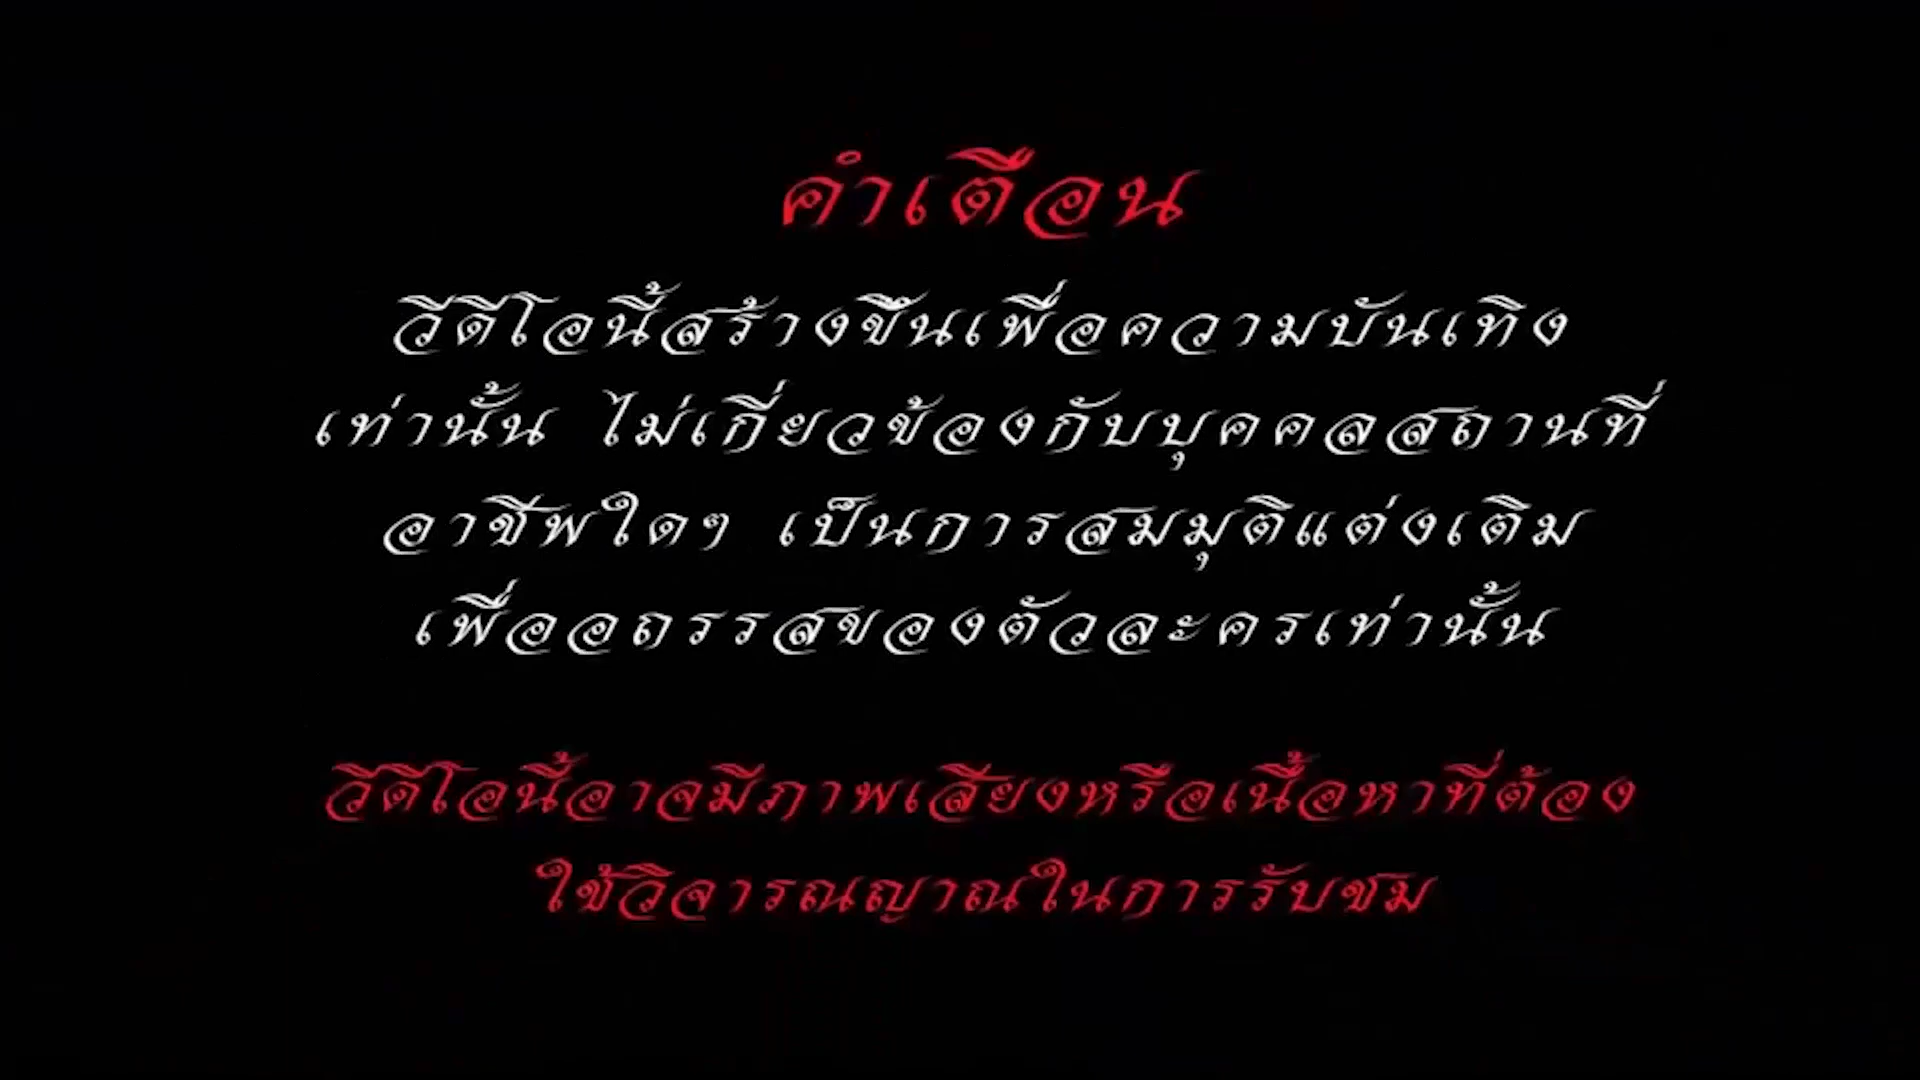 คำเตือน
วีดีโอนี้สร้างขึ้นเพื่อความบันเทิง
เท่านั้น ไม่เกี่ยวข้องกับบุคคลสถานที่
อาชีพใดๆ เป็นการสมมุติแต่งเติม
เพื่ออถรรสของตัวละครเท่านั้น
วีดีโอนี้อาจมีภาพเสียงหรือเนื้อหาที่ต้อง
ใช้วิจารณญาณในการรับชม